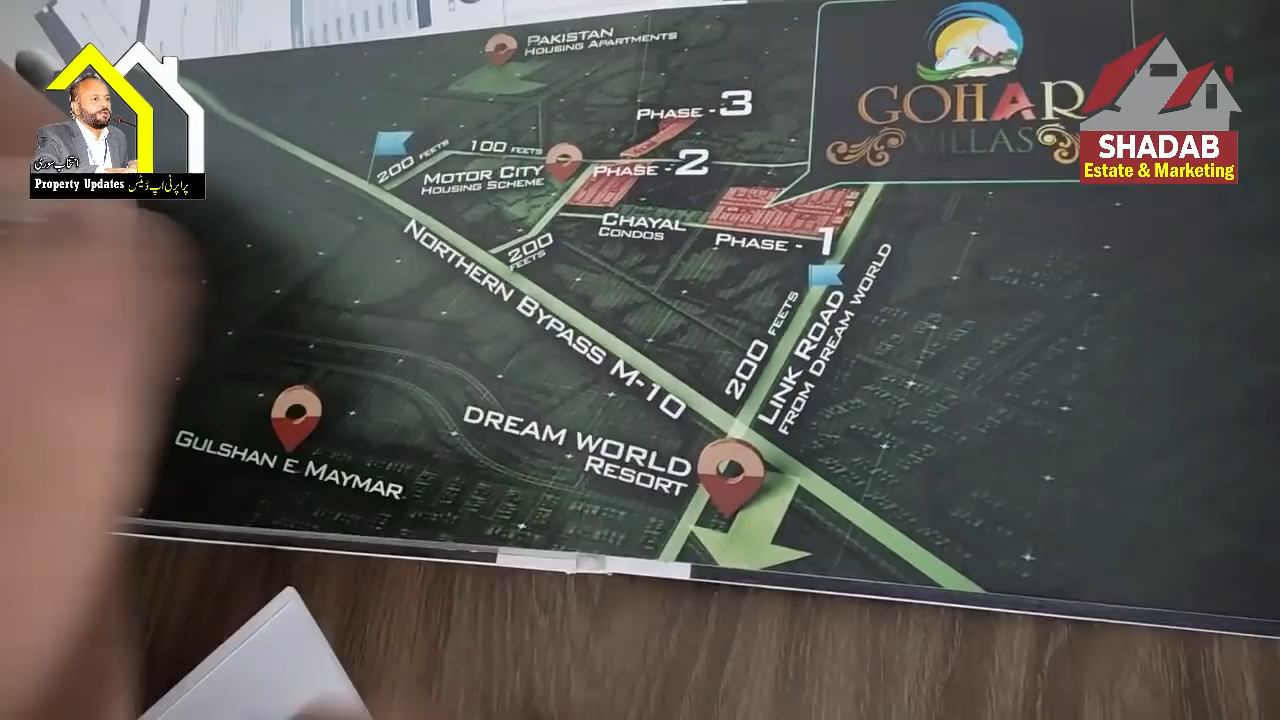 PAKISTAN
HOUSING APARTMENTS
PHASE - 3
GOHAR
VILLAS
SHADAB
Estate & Marketing
Property Updates پراپرٹی اپ ڈیٹس
200 FEETS
100 FEETS
MOTOR CITY
HOUSING SCHEME
PHASE - 2
CHAYAL
CONDOS
PHASE - 1
200
FEETS
NORTHERN BYPASS M-10
200 FEETS
LINK ROAD
FROM DREAM WORLD
DREAM WORLD
RESORT
GULSHAN E MAYMAR